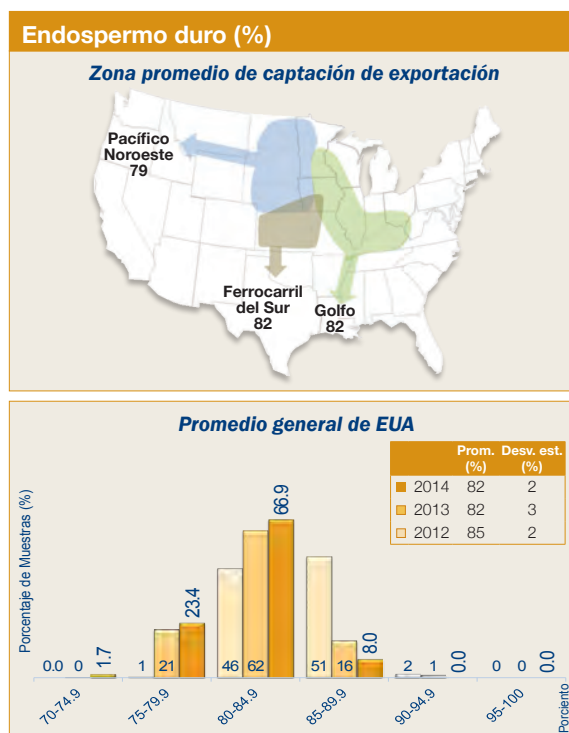 Endospermo duro (%)
Zona promedio de captación de exportación
Pacífico
Noroeste
79
Ferrocarril
del Sur
82
Golfo
82
Promedio general de EUA
Prom. Desv. est.
(%) (%)
2014 82 2
2013 82 3
2012 85 2
Porcentaje de Muestras (%)
0.0 0 1.7
1 21 23.4
46 62 66.9
51 16 8.0
2 1 0.0
0 0 0.0
70-74.9 75-79.9 80-84.9 85-89.9 90-94.9 95-100
Porciento